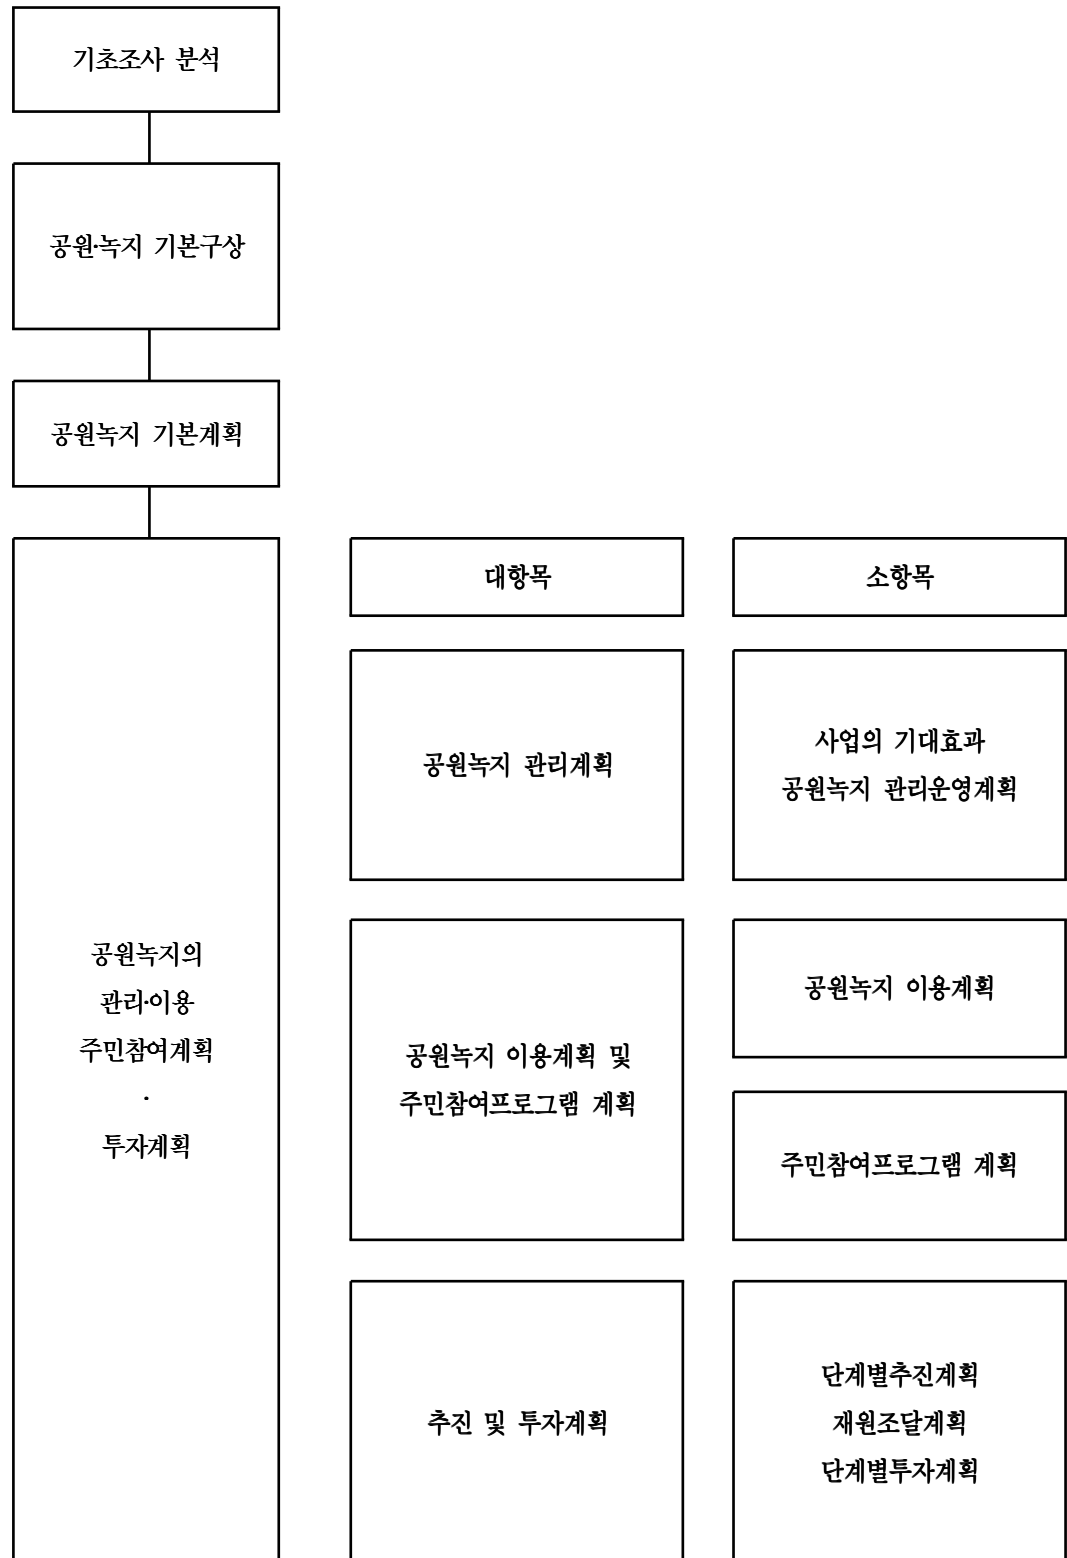 기초조사 분석
공원·녹지 기본구상
공원녹지 기본계획
공원녹지의
관리·이용
주민참여계획
·
투자계획
대항목
소항목
공원녹지 관리계획
사업의 기대효과
공원녹지 관리운영계획
공원녹지 이용계획 및
주민참여프로그램 계획
공원녹지 이용계획
주민참여프로그램 계획
추진 및 투자계획
단계별추진계획
재원조달계획
단계별투자계획